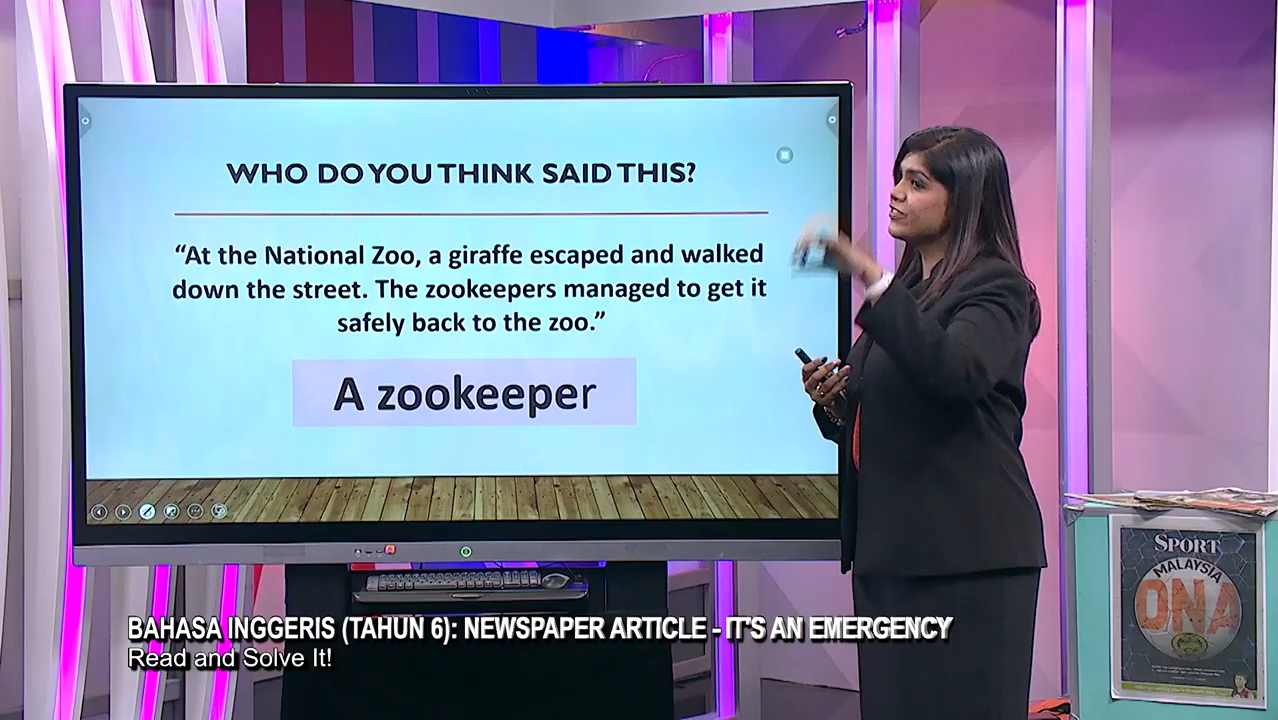 WHO DO YOU THINK SAID THIS?
“At the National Zoo, a giraffe escaped and walked
down the street. The zookeepers managed to get it
safely back to the zoo.”
A zookeeper
SPORT
MALAYSIA
DNA
BAHASA INGGERIS (TAHUN 6): NEWSPAPER ARTICLE - IT'S AN EMERGENCY
Read and Solve It!